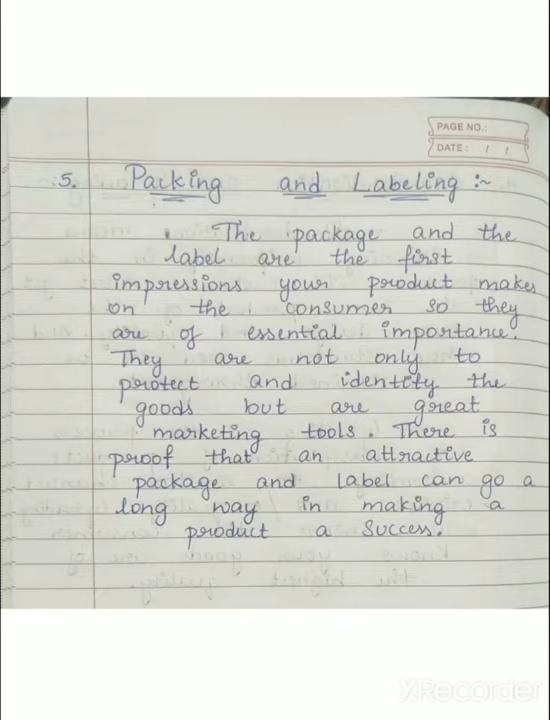 PAGE NO.:
DATE: / /
5. Packing and Labeling :~
The package and the
label are the first
impressions your product makes
on the consumer so they
are of essential importance.
They are not only to
protect and identity the
goods but are great
marketing tools. There is
proof that an attractive
package and label can go a
long way in making a
product a success.
XRecorder